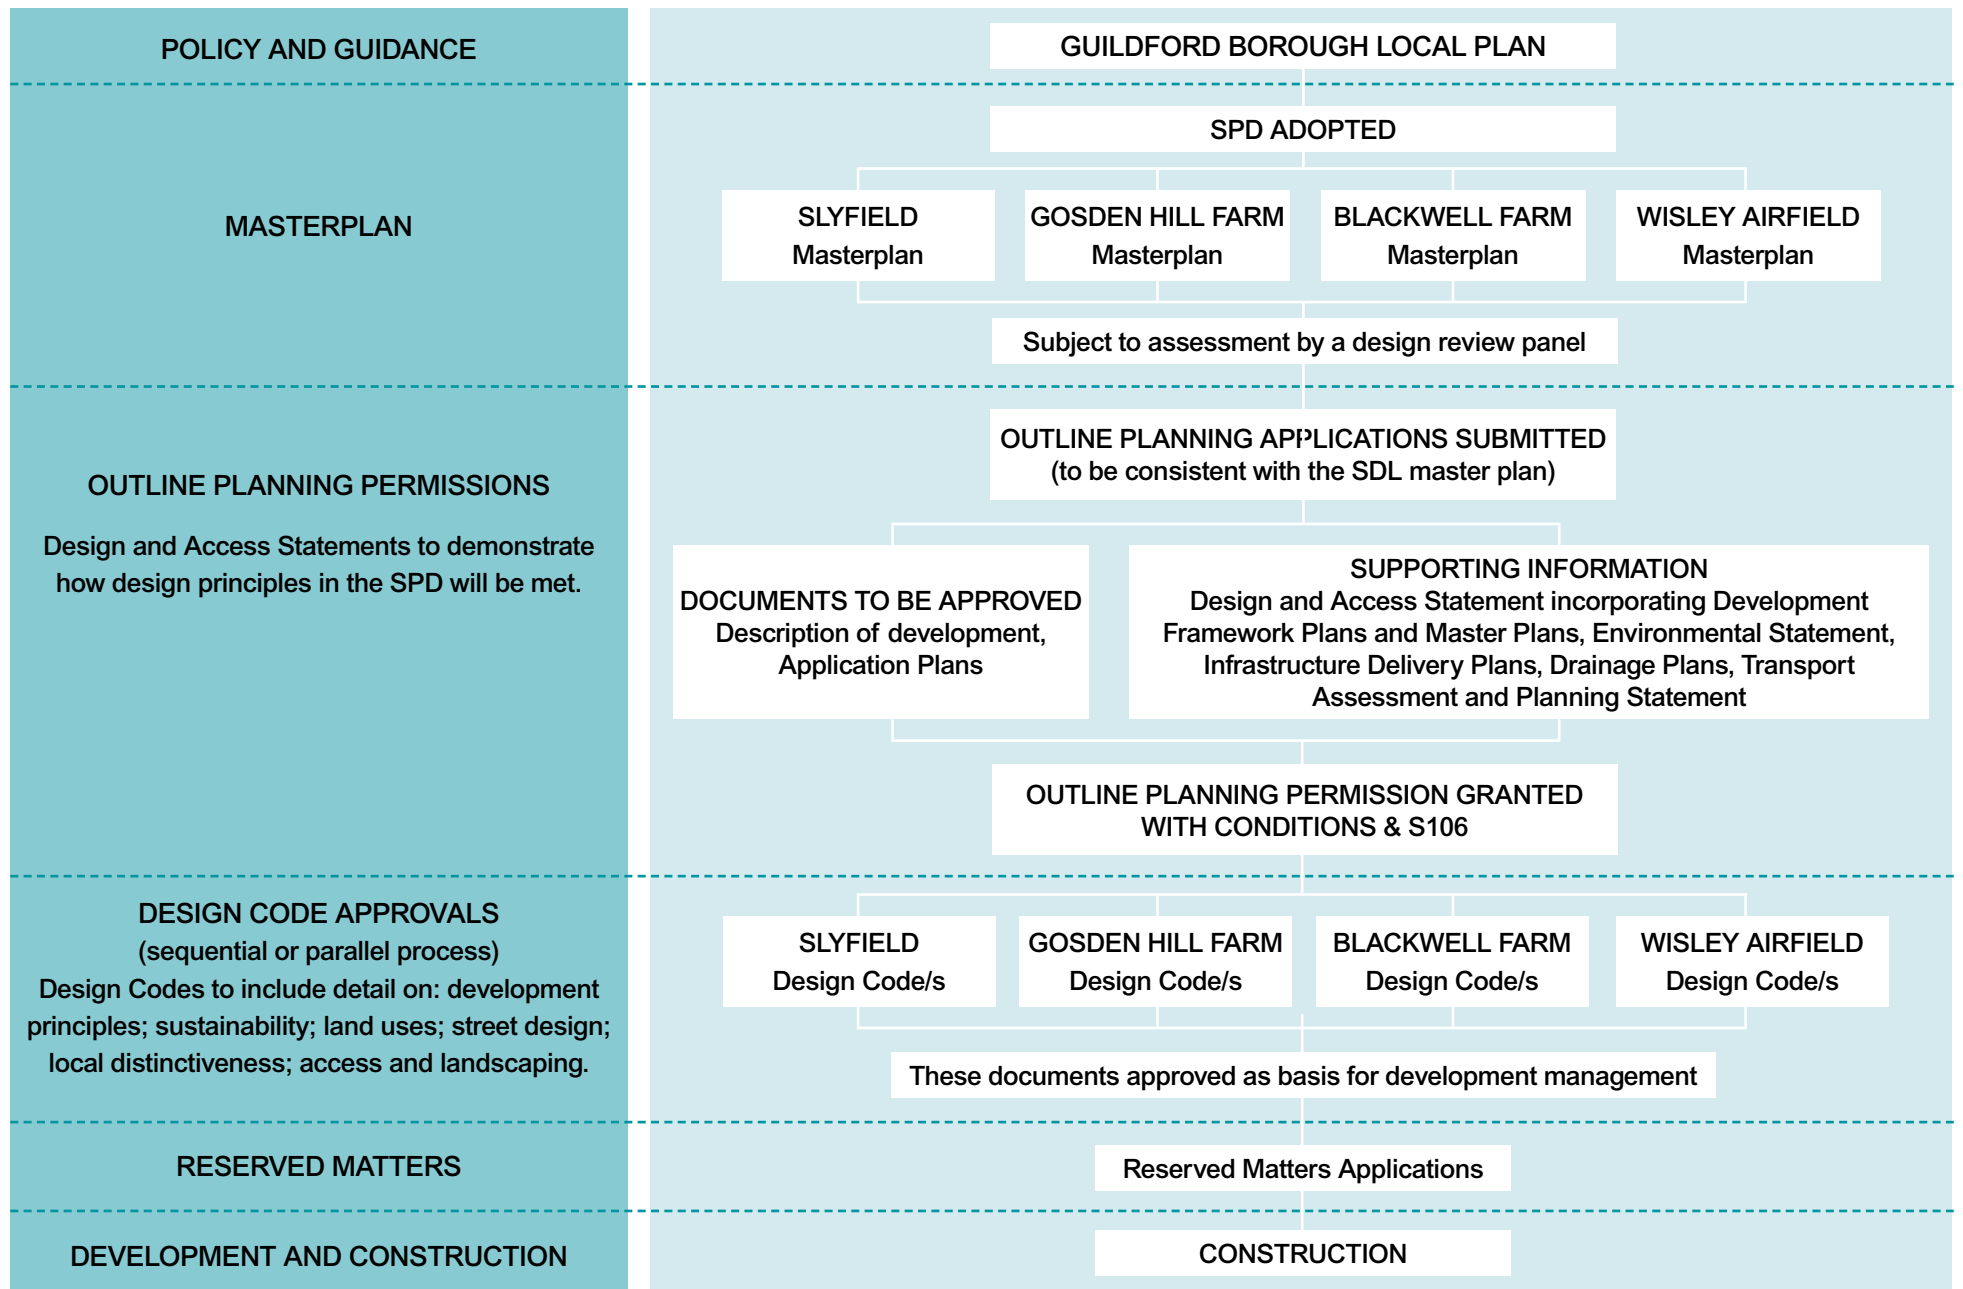 POLICY AND GUIDANCE
GUILDFORD BOROUGH LOCAL PLAN
MASTERPLAN
SPD ADOPTED
SLYFIELD
Masterplan
GOSDEN HILL FARM
Masterplan
BLACKWELL FARM
Masterplan
WISLEY AIRFIELD
Masterplan
Subject to assessment by a design review panel
OUTLINE PLANNING PERMISSIONS
Design and Access Statements to demonstrate
how design principles in the SPD will be met.
OUTLINE PLANNING APPLICATIONS SUBMITTED
(to be consistent with the SDL master plan)
DOCUMENTS TO BE APPROVED
Description of development,
Application Plans
SUPPORTING INFORMATION
Design and Access Statement incorporating Development
Framework Plans and Master Plans, Environmental Statement,
Infrastructure Delivery Plans, Drainage Plans, Transport
Assessment and Planning Statement
OUTLINE PLANNING PERMISSION GRANTED
WITH CONDITIONS & S106
DESIGN CODE APPROVALS
(sequential or parallel process)
Design Codes to include detail on: development
principles; sustainability; land uses; street design;
local distinctiveness; access and landscaping.
SLYFIELD
Design Code/s
GOSDEN HILL FARM
Design Code/s
BLACKWELL FARM
Design Code/s
WISLEY AIRFIELD
Design Code/s
These documents approved as basis for development management
RESERVED MATTERS
Reserved Matters Applications
DEVELOPMENT AND CONSTRUCTION
CONSTRUCTION